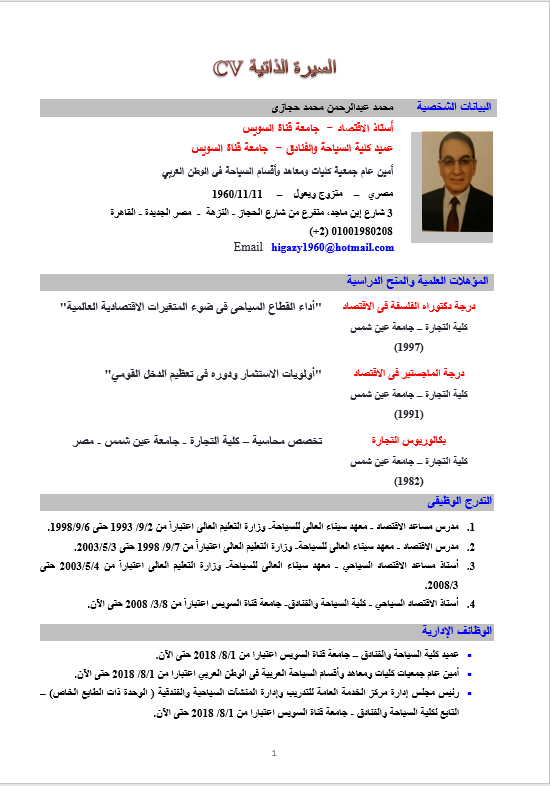 السيرة الذاتية CV
البيانات الشخصية محمد عبدالرحمن محمد حجازى
أستاذ الاقتصاد – جامعة قناة السويس
عميد كلية السياحة والفنادق – جامعة قناة السويس
أمين عام جمعية كليات ومعاهد وأقسام السياحة فى الوطن العربي
مصري – متزوج ويعول – 1960/11/11
3 شارع إبن ماجد، متفرع من شارع الحجاز - النزهة - مصر الجديدة - القاهرة
01001980208 (+2)
Email higazy1960@hotmail.com
المؤهلات العلمية والمنح الدراسية
درجة دكتوراه الفلسفة فى الاقتصاد "أداء القطاع السياحى فى ضوء المتغيرات الاقتصادية العالمية"
كلية التجارة – جامعة عين شمس
(1997)
درجة الماجستير فى الاقتصاد "أولويات الاستثمار ودوره فى تعظيم الدخل القومي"
كلية التجارة – جامعة عين شمس
(1991)
بكالوريوس التجارة تخصص محاسبة – كلية التجارة - جامعة عين شمس - مصر
كلية التجارة – جامعة عين شمس
(1982)
التدرج الوظيفى
1. مدرس مساعد الاقتصاد - معهد سيناء العالى للسياحة- وزارة التعليم العالى اعتباراً من 9/2/ 1993 حتى 1998/9/6.
2. مدرس الاقتصاد - معهد سيناء العالى للسياحة- وزارة التعليم العالى اعتباراً من 9/7/ 1998 حتى 2003/5/3.
3. أستاذ مساعد الاقتصاد السياحي - معهد سيناء العالى للسياحة- وزارة التعليم العالى اعتباراً من 2003/5/4 حتى
2008/3.
4. أستاذ الاقتصاد السياحي - كلية السياحة والفنادق- جامعة قناة السويس اعتباراً من 3/8/ 2008 حتى الآن.
الوظائف الإدارية
▪ عميد كلية السياحة والفنادق – جامعة قناة السويس اعتبارا من 8/1/ 2018 حتى الآن.
▪ أمين عام جمعيات كليات ومعاهد وأقسام السياحة العربية فى الوطن العربي اعتبارا من 8/1/ 2018 حتى الآن.
▪ رئيس مجلس إدارة مركز الخدمة العامة للتدريب وإدارة المنشآت السياحية والفندقية ( الوحدة ذات الطابع الخاص) –
التابع لكلية السياحة والفنادق - جامعة قناة السويس اعتبارا من 8/1/ 2018 حتى الآن.
1